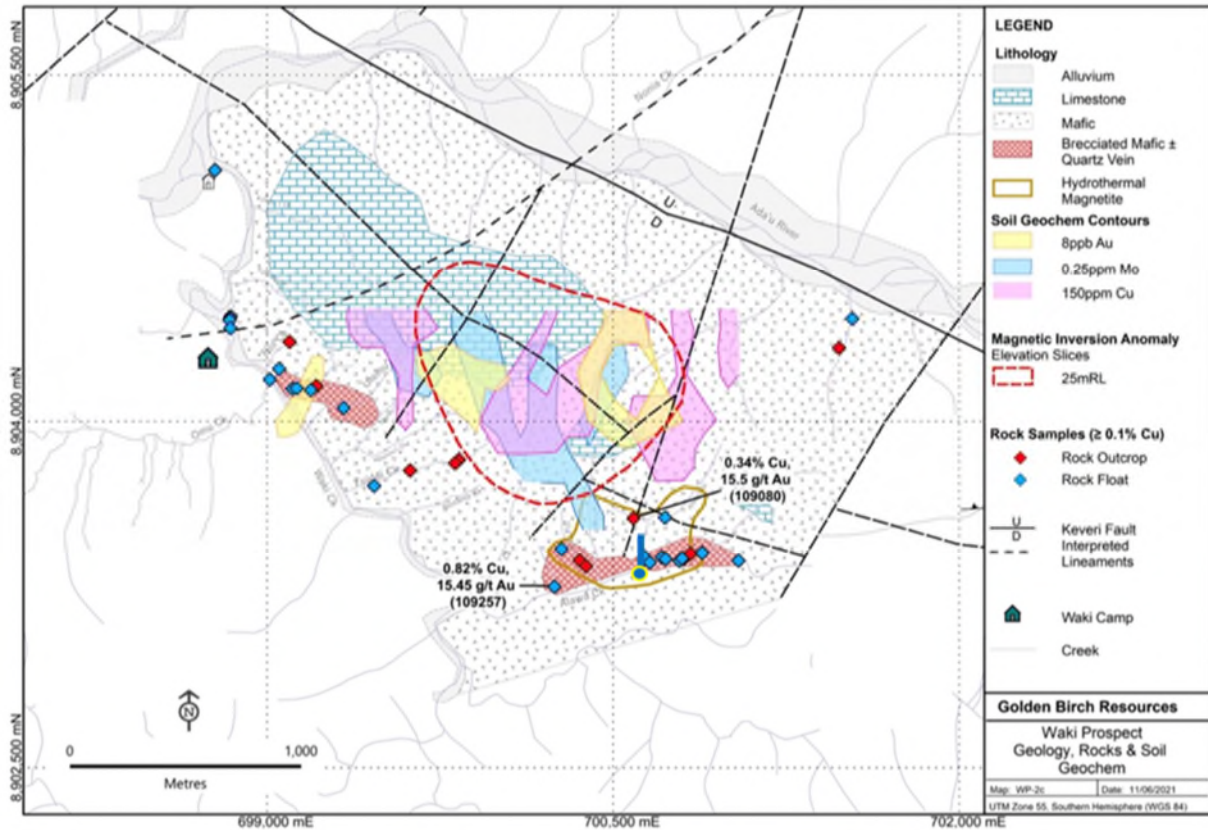 8,905,500 mN
8,904,000 mN
8,902,500 mN
699,000 mE
700,500 mE
702,000 mE
Ada'u River
U
D
Waki Ck
0.34% Cu,
15.5 g/t Au
(109080)
0.82% Cu,
15.45 g/t Au
(109257)
N
0
1,000
Metres
LEGEND
Lithology
Alluvium
Limestone
Mafic
Brecciated Mafic ±
Quartz Vein
Hydrothermal
Magnetite
Soil Geochem Contours
8ppb Au
0.25ppm Mo
150ppm Cu
Magnetic Inversion Anomaly
Elevation Slices
25mRL
Rock Samples (≥ 0.1% Cu)
Rock Outcrop
Rock Float
U
D
Keveri Fault
Interpreted
Lineaments
Waki Camp
Creek
Golden Birch Resources
Waki Prospect
Geology, Rocks & Soil
Geochem
Map: WP-2c
Date: 11/06/2021
UTM Zone 55, Southern Hemisphere (WGS 84)